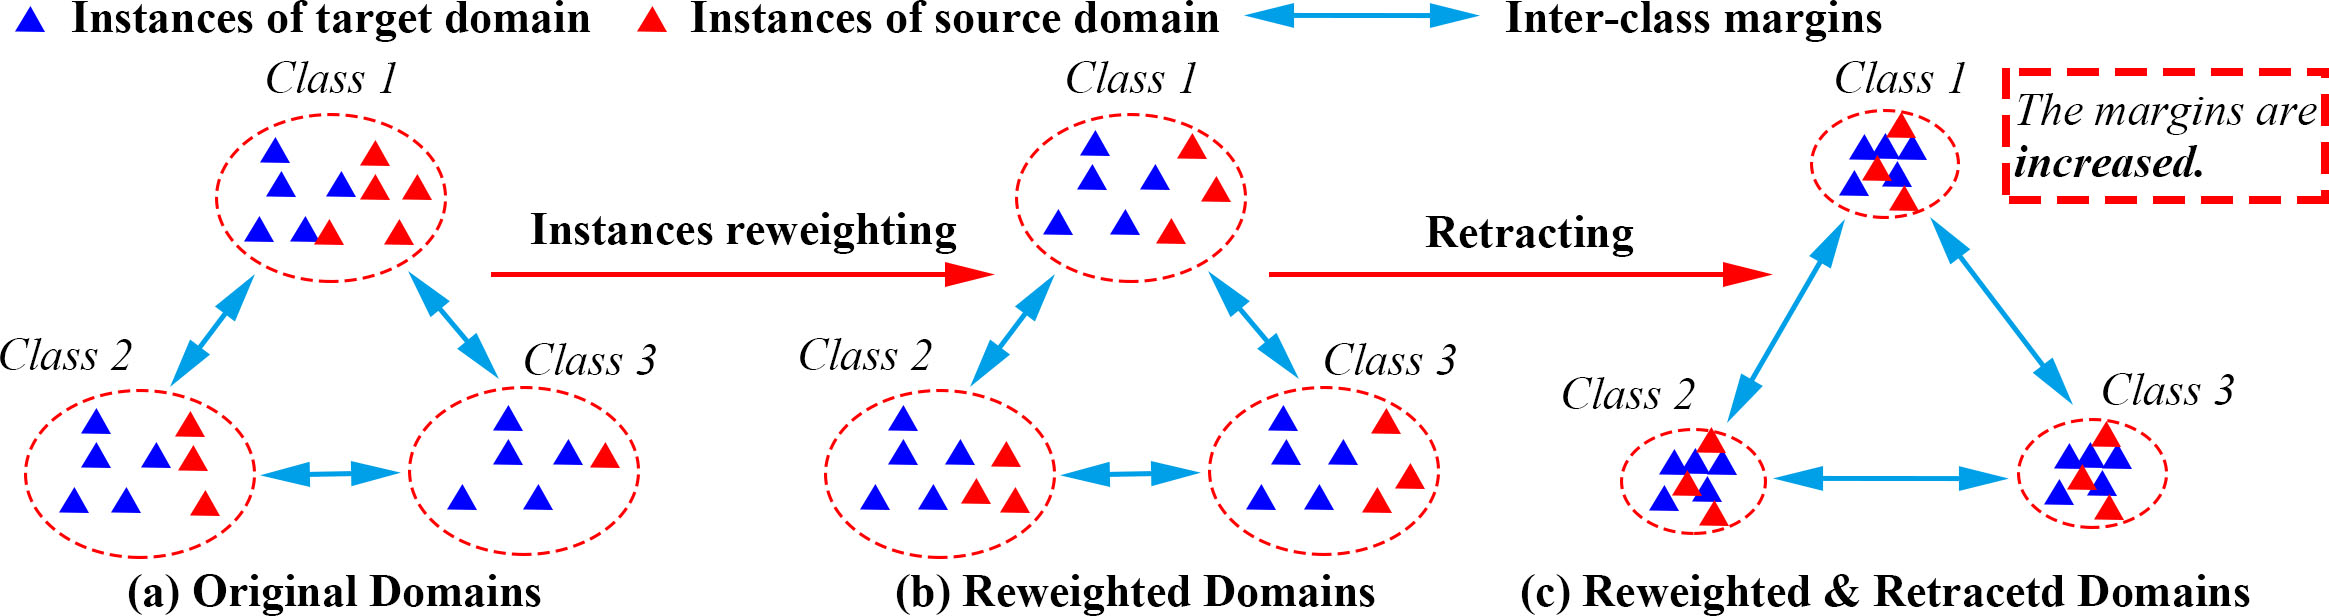 Instances of target domain Instances of source domain Inter-class margins
Class 1
Class 1
Class 1
The margins are
increased.
Instances reweighting
Retracting
Class 2
Class 3
Class 2
Class 3
Class 2
Class 3
(a) Original Domains
(b) Reweighted Domains
(c) Reweighted & Retracetd Domains